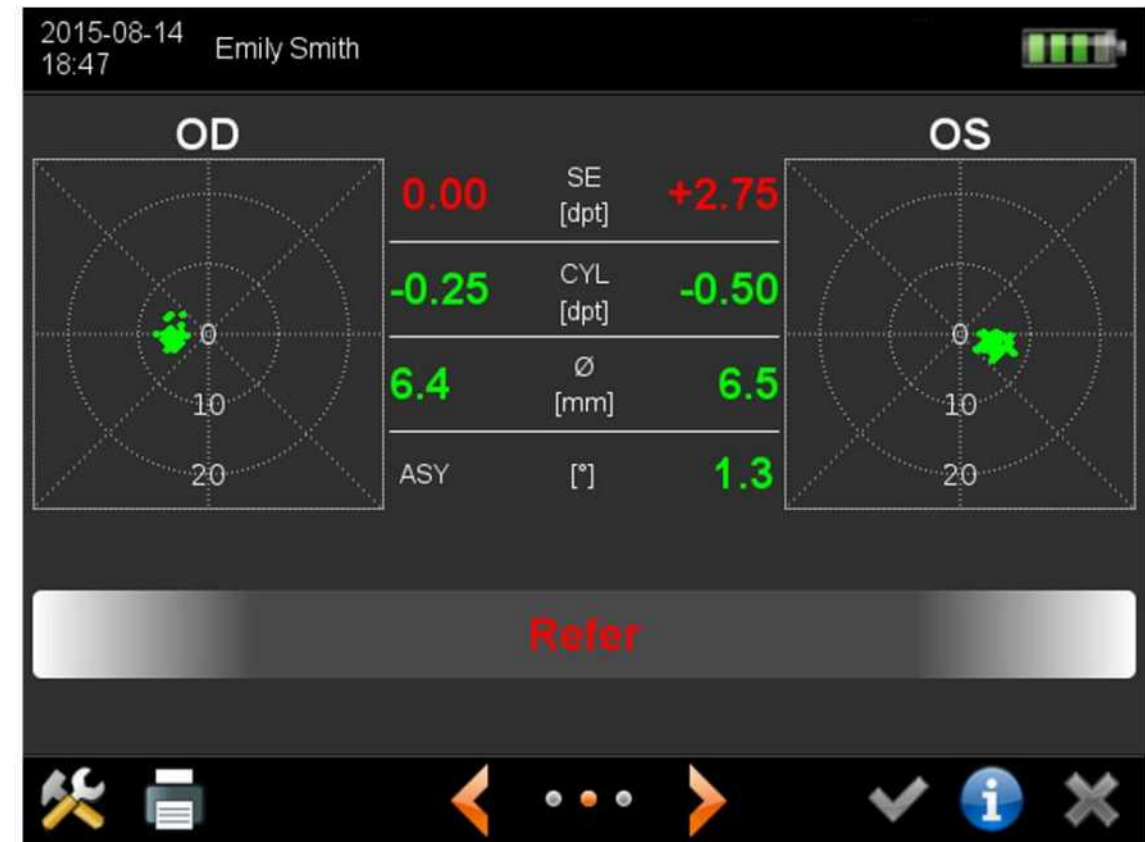 2015-08-14
18:47
Emily Smith
OD
OS
0.00 SE [dpt] +2.75
-0.25 CYL [dpt] -0.50
6.4 Ø [mm] 6.5
ASY [°] 1.3
0
10
20
0
10
20
Refer
i